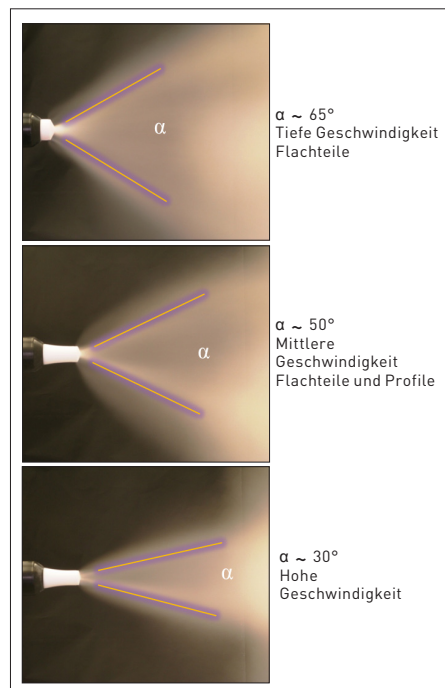 α
α ~ 65°
Tiefe Geschwindigkeit
Flachteile
α
α ~ 50°
Mittlere
Geschwindigkeit
Flachteile und Profile
α
α ~ 30°
Hohe
Geschwindigkeit